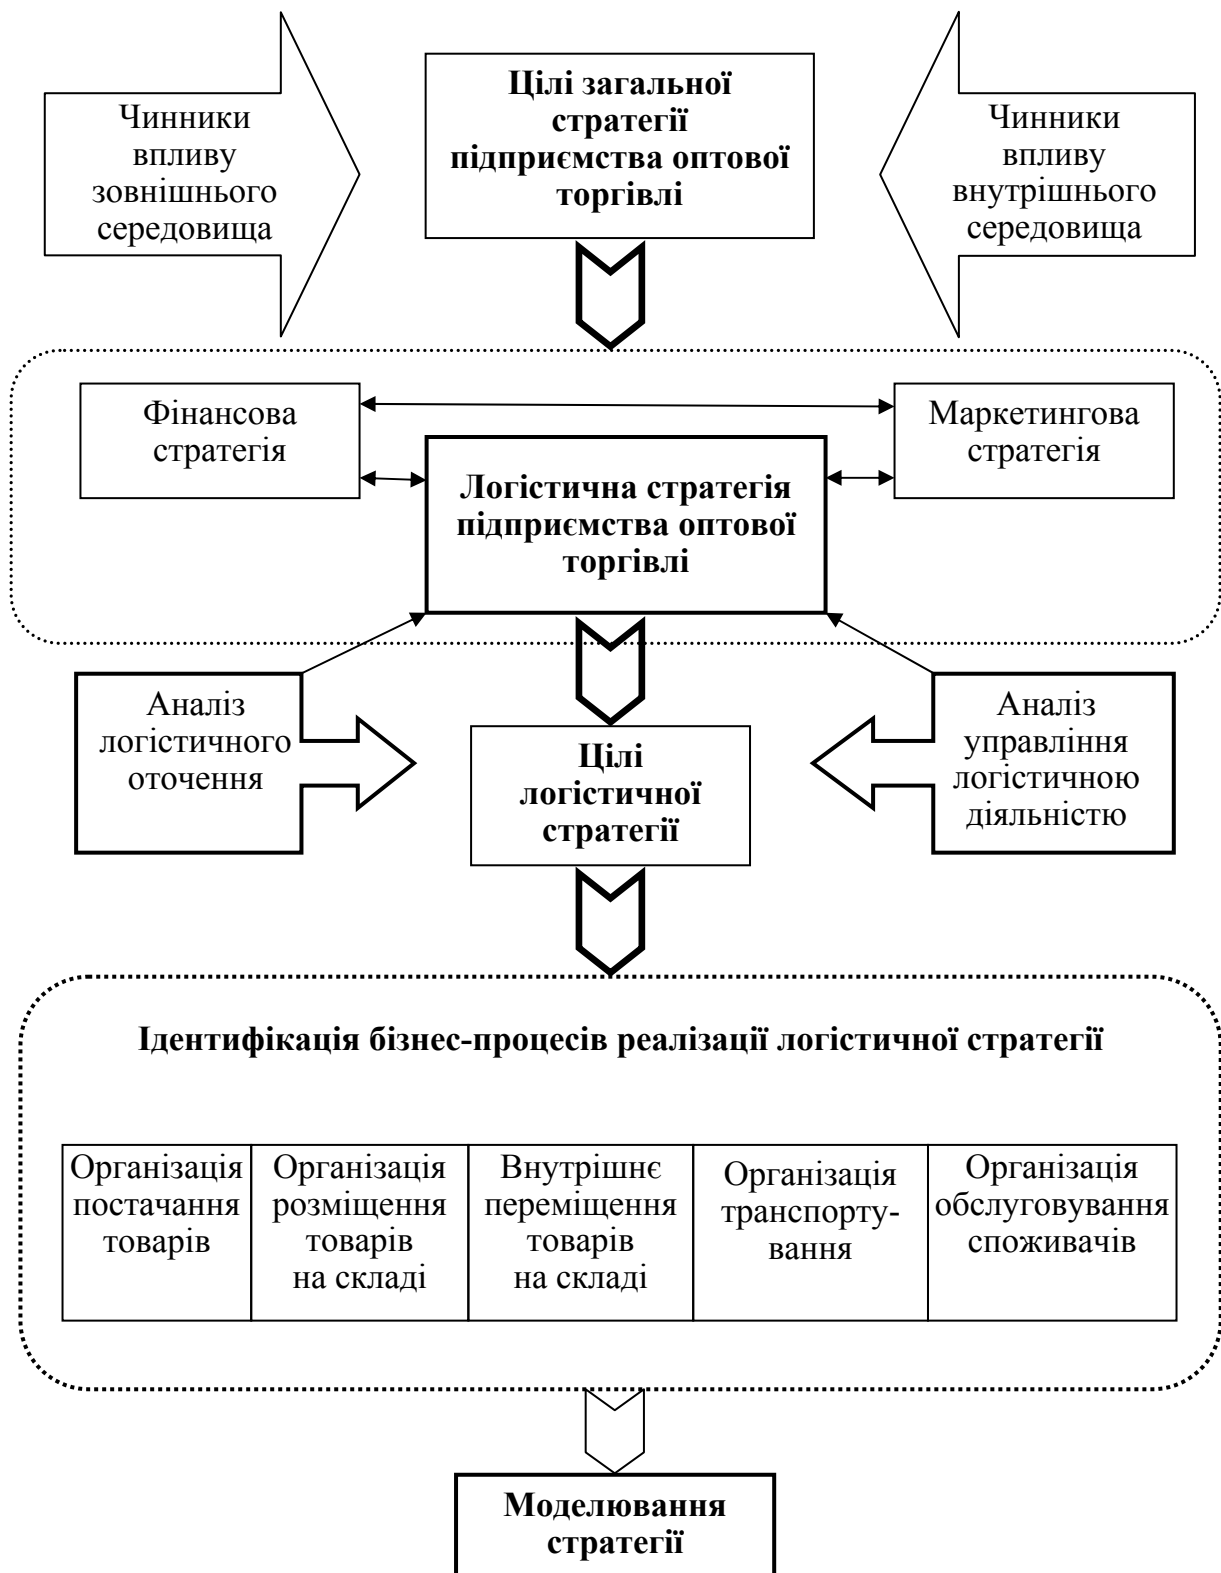 Чинники
впливу
зовнішнього
середовища
Цілі загальної
стратегії
підприємства оптової
торгівлі
Чинники
впливу
внутрішнього
середовища
Фінансова
стратегія
Маркетингова
стратегія
Логістична стратегія
підприємства оптової
торгівлі
Аналіз
логістичного
оточення
Цілі
логістичної
стратегії
Аналіз
управління
логістичною
діяльністю
Ідентифікація бізнес-процесів реалізації логістичної стратегії
Організація
постачання
товарів
Організація
розміщення
товарів
на складі
Внутрішнє
переміщення
товарів
на складі
Організація
транспорту-
вання
Організація
обслуговування
споживачів
Моделювання
стратегії